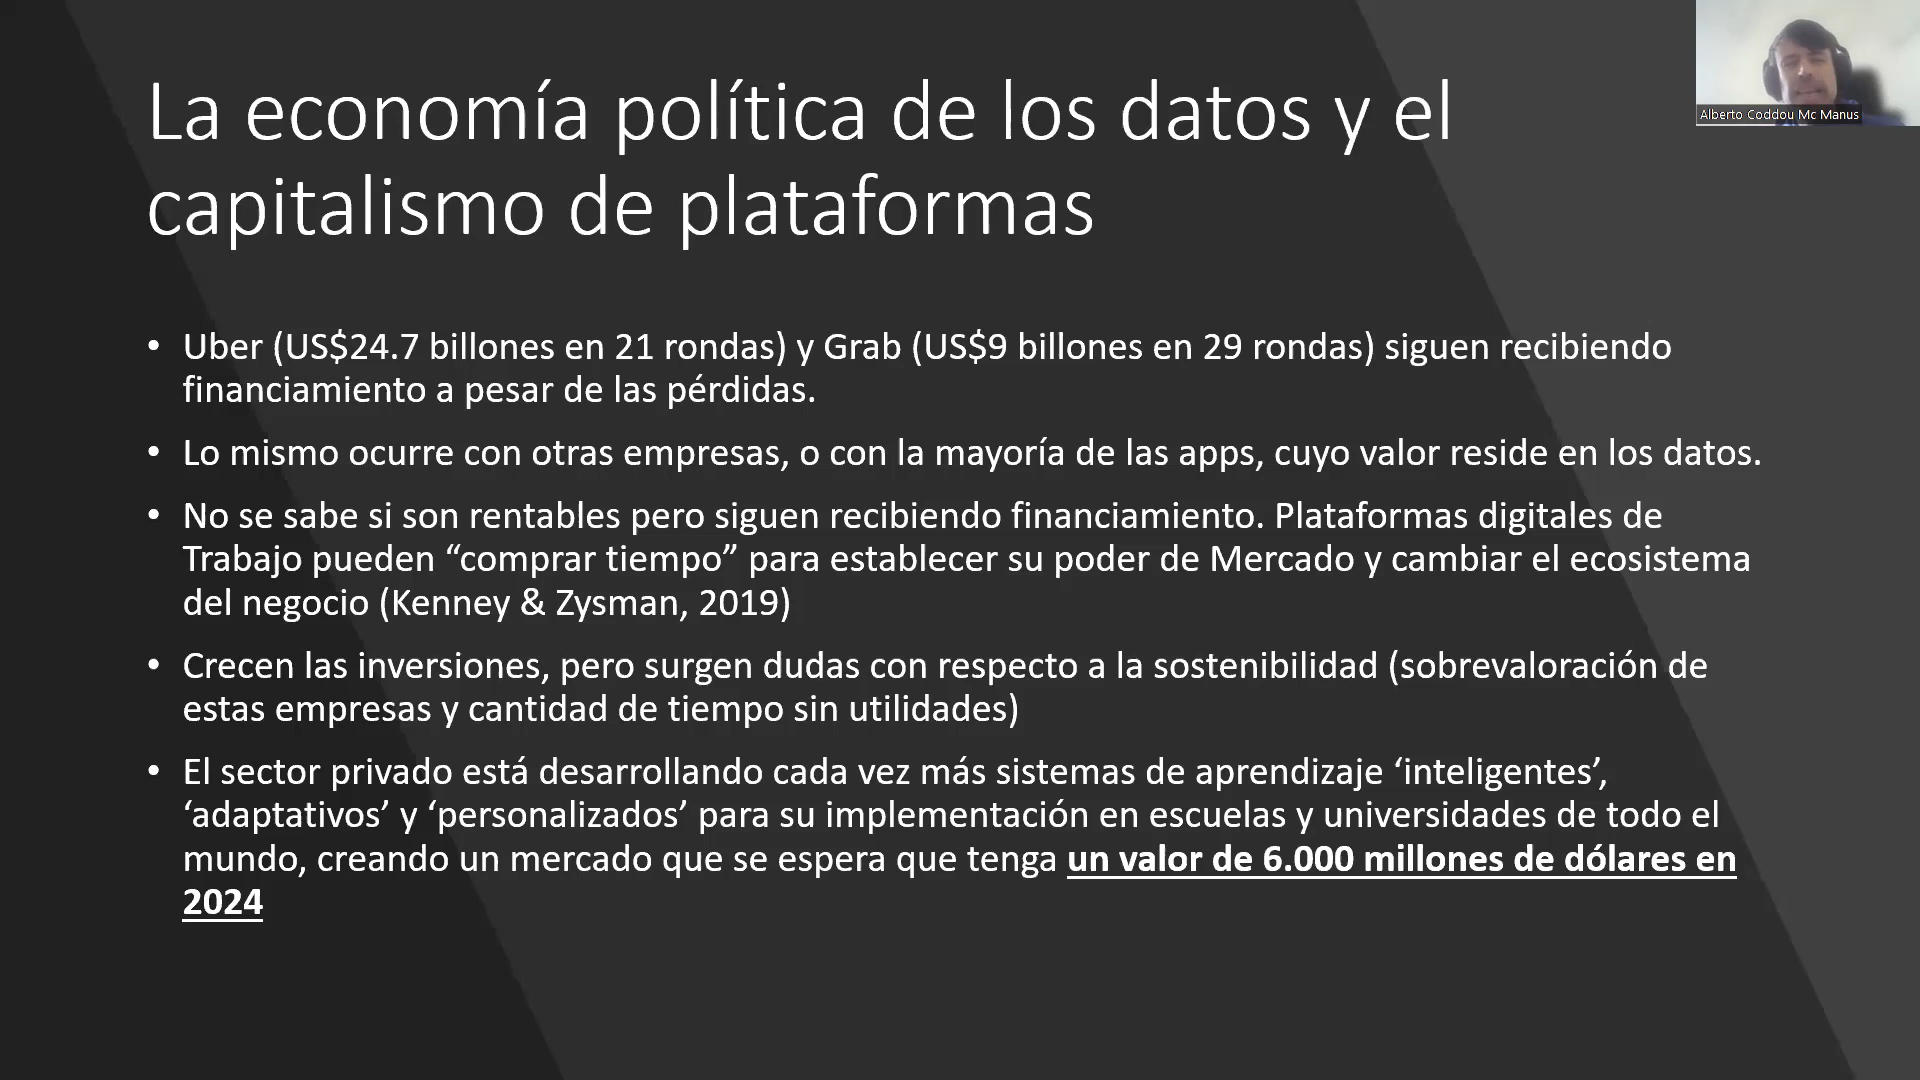 La economía política de los datos y el
capitalismo de plataformas
Alberto Coddou Mc Manus
• Uber (US$24.7 billones en 21 rondas) y Grab (US$9 billones en 29 rondas) siguen recibiendo
financiamiento a pesar de las pérdidas.
• Lo mismo ocurre con otras empresas, o con la mayoría de las apps, cuyo valor reside en los datos.
• No se sabe si son rentables pero siguen recibiendo financiamiento. Plataformas digitales de
Trabajo pueden “comprar tiempo” para establecer su poder de Mercado y cambiar el ecosistema
del negocio (Kenney & Zysman, 2019)
• Crecen las inversiones, pero surgen dudas con respecto a la sostenibilidad (sobrevaloración de
estas empresas y cantidad de tiempo sin utilidades)
• El sector privado está desarrollando cada vez más sistemas de aprendizaje ‘inteligentes’,
‘adaptativos’ y ‘personalizados’ para su implementación en escuelas y universidades de todo el
mundo, creando un mercado que se espera que tenga un valor de 6.000 millones de dólares en
2024